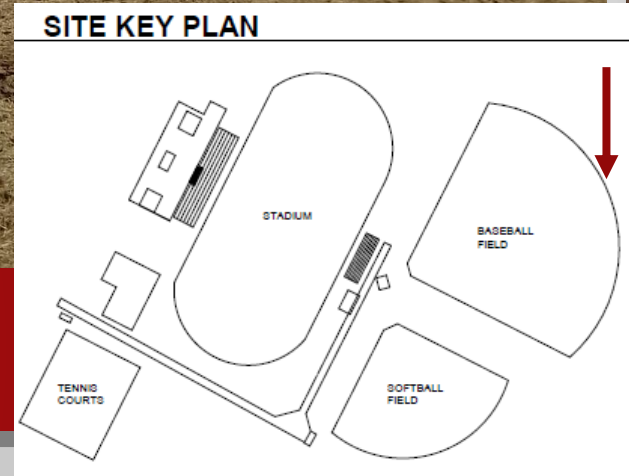 SITE KEY PLAN
STADIUM
BASEBALL
FIELD
TENNIS
COURTS
SOFTBALL
FIELD